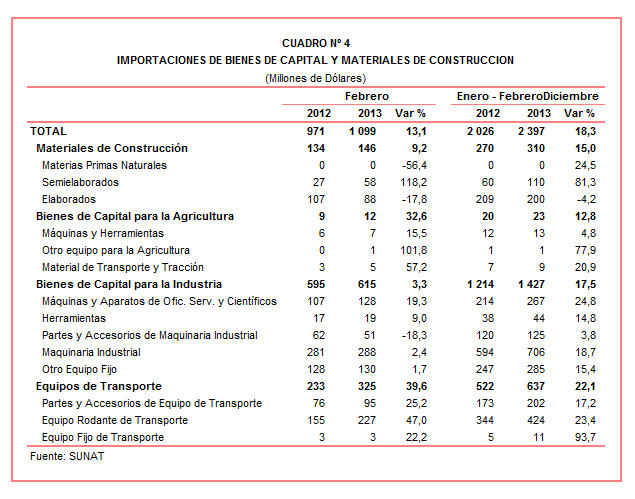 CUADRO Nº 4
IMPORTACIONES DE BIENES DE CAPITAL Y MATERIALES DE CONSTRUCCION
(Millones de Dólares)
Febrero Enero - FebreroDiciembre
2012 2013 Var % 2012 2013 Var %
TOTAL 971 1 099 13,1 2 026 2 397 18,3
Materiales de Construcción 134 146 9,2 270 310 15,0
Materias Primas Naturales 0 0 -56,4 0 0 24,5
Semielaborados 27 58 118,2 60 110 81,3
Elaborados 107 88 -17,8 209 200 -4,2
Bienes de Capital para la Agricultura 9 12 32,6 20 23 12,8
Máquinas y Herramientas 6 7 15,5 12 13 4,8
Otro equipo para la Agricultura 0 1 101,8 1 1 77,9
Material de Transporte y Tracción 3 5 57,2 7 9 20,9
Bienes de Capital para la Industria 595 615 3,3 1 214 1 427 17,5
Máquinas y Aparatos de Ofic. Serv. y Científicos 107 128 19,3 214 267 24,8
Herramientas 17 19 9,0 38 44 14,8
Partes y Accesorios de Maquinaria Industrial 62 51 -18,3 120 125 3,8
Maquinaria Industrial 281 288 2,4 594 706 18,7
Otro Equipo Fijo 128 130 1,7 247 285 15,4
Equipos de Transporte 233 325 39,6 522 637 22,1
Partes y Accesorios de Equipo de Transporte 76 95 25,2 173 202 17,2
Equipo Rodante de Transporte 155 227 47,0 344 424 23,4
Equipo Fijo de Transporte 3 3 22,2 5 11 93,7
Fuente: SUNAT